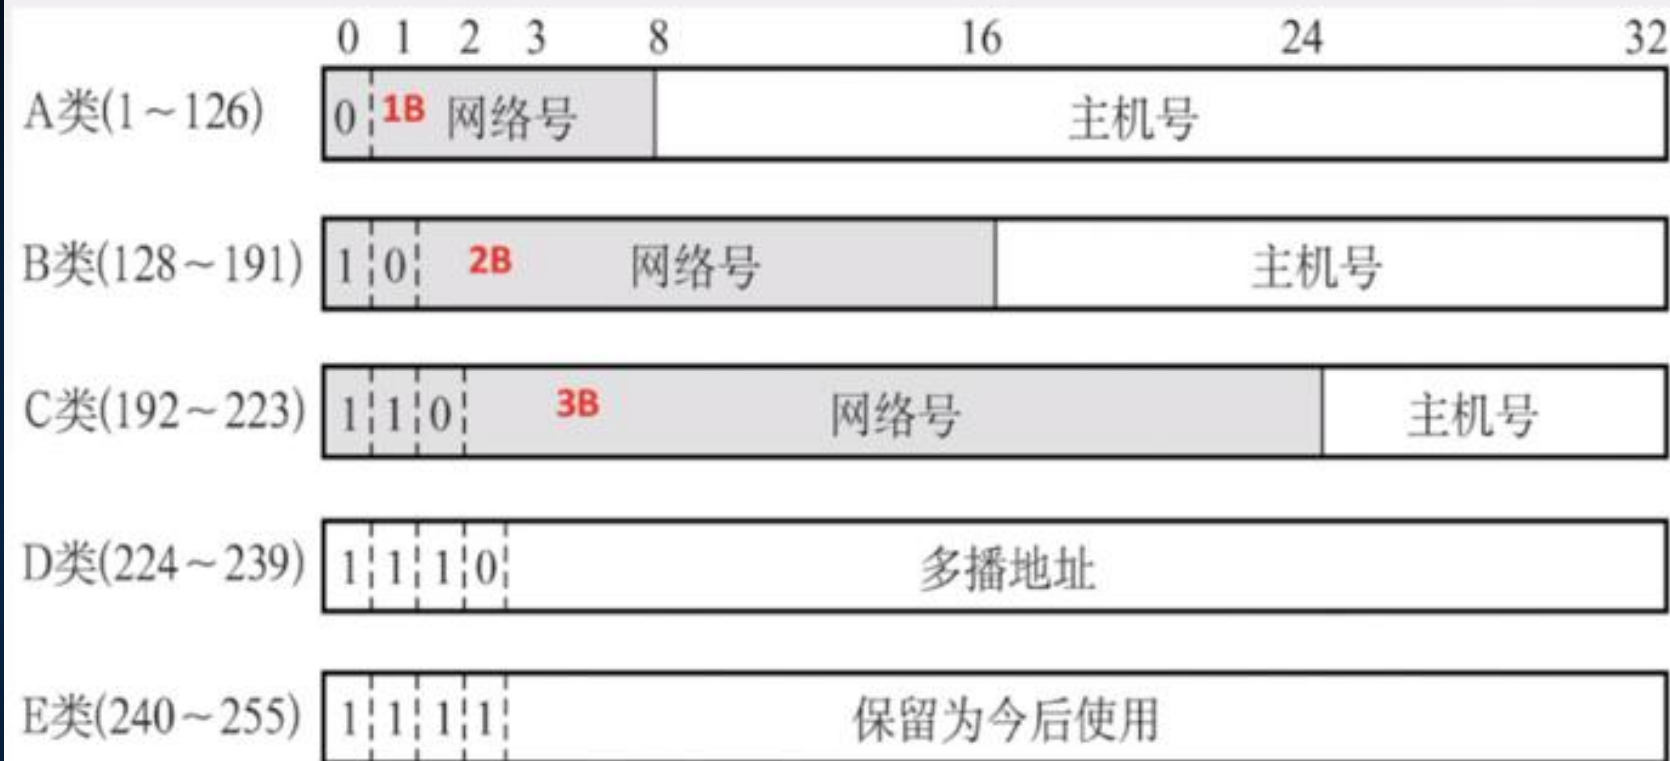 0 1 2 3 8 16 24 32
A类(1~126) 0 1B 网络号 主机号
B类(128~191) 1 0 2B 网络号 主机号
C类(192~223) 1 1 0 3B 网络号 主机号
D类(224~239) 1 1 1 0 多播地址
E类(240~255) 1 1 1 1 保留为今后使用